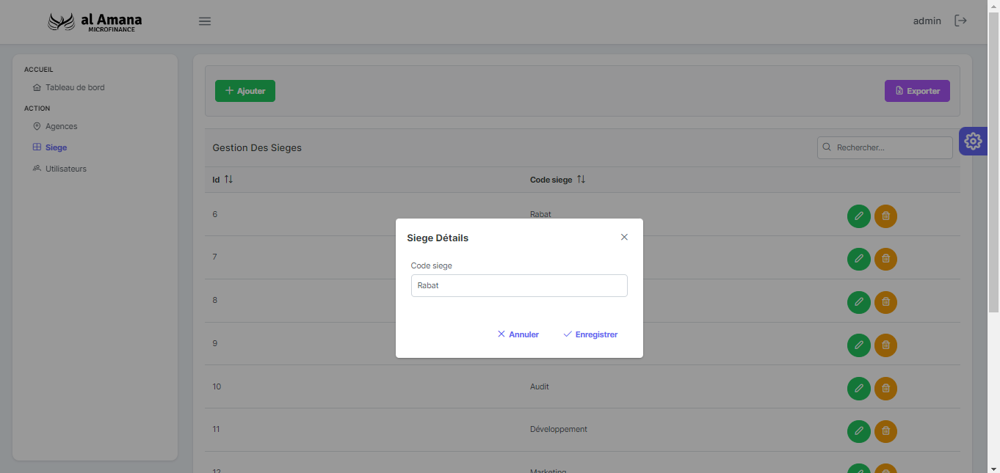 al Amana
MICROFINANCE
admin
ACCUEIL
Tableau de bord
ACTION
Agences
Siege
Utilisateurs
Ajouter
Exporter
Gestion Des Sieges
Rechercher...
Id
Code siege
6
Rabat
7
8
9
10
Audit
11
Développement
12
Marketing
Siege Détails
Code siege
Rabat
Annuler
Enregistrer